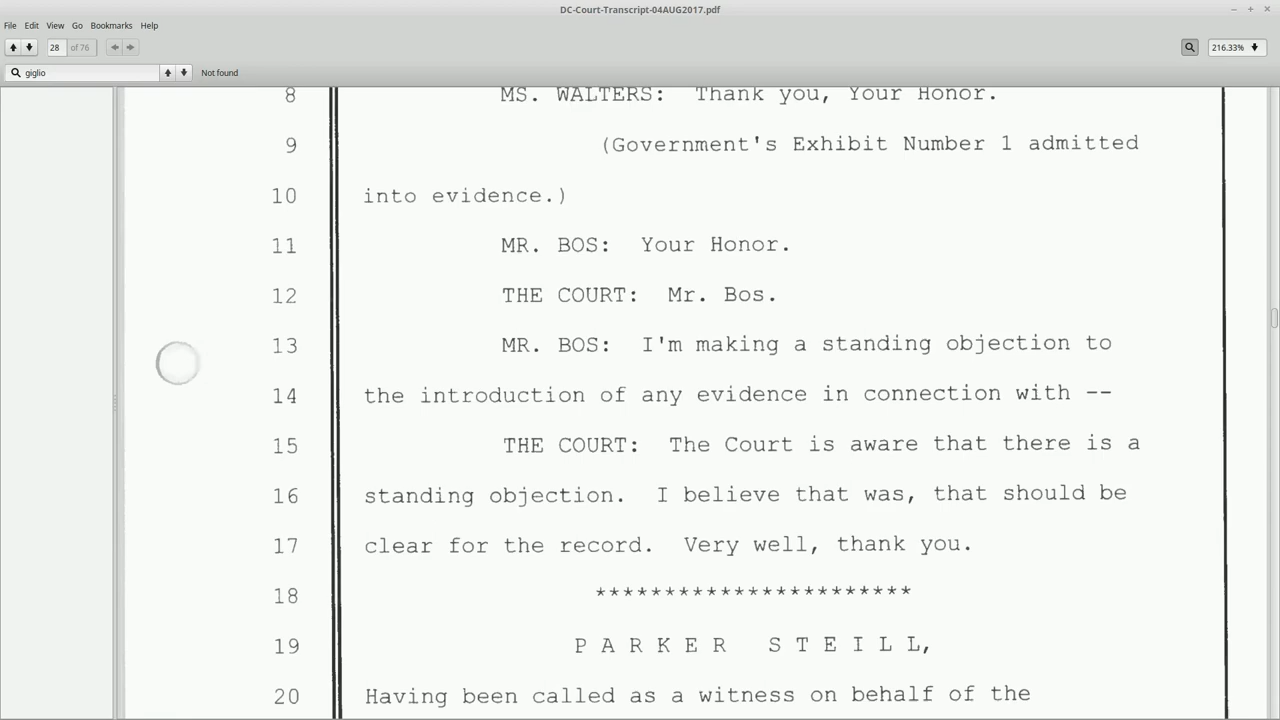 DC-Court-Transcript-04AUG2017.pdf
File Edit View Go Bookmarks Help
28 of 76 216.33%
giglio Not found
8 MS. WALTERS: Thank you, Your Honor.
9 (Government's Exhibit Number 1 admitted
10 into evidence.)
11 MR. BOS: Your Honor.
12 THE COURT: Mr. Bos.
13 MR. BOS: I'm making a standing objection to
14 the introduction of any evidence in connection with --
15 THE COURT: The Court is aware that there is a
16 standing objection. I believe that was, that should be
17 clear for the record. Very well, thank you.
18 ***********************
19 P A R K E R S T E I L L,
20 Having been called as a witness on behalf of the